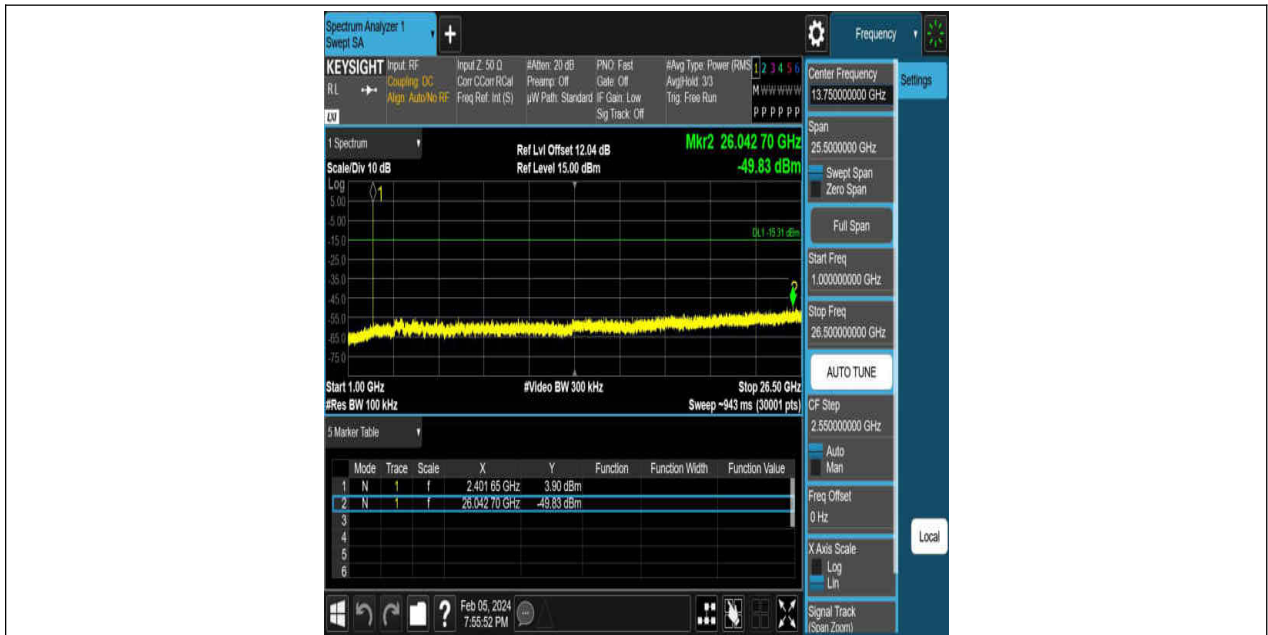 Spectrum Analyzer 1
Swept SA
+
Frequency
KEYSIGHT
RL
LXI
Input: RF
Coupling: DC
Align: Auto/No RF
Input Z: 50 Ω
Corr CCorr RCal
Freq Ref: Int (S)
#Atten: 20 dB
Preamp: Off
µW Path: Standard
PNO: Fast
Gate: Off
IF Gain: Low
Sig Track: Off
#Avg Type: Power (RMS
Avg|Hold: 3/3
Trig: Free Run
1 2 3 4 5 6
M W W W W W
P P P P P P
1 Spectrum
Scale/Div 10 dB
Ref Lvl Offset 12.04 dB
Ref Level 15.00 dBm
Mkr2 26.042 70 GHz
-49.83 dBm
Log
5.00
-5.00
-15.0
-25.0
-35.0
-45.0
-55.0
-65.0
-75.0
1
DL1 -15.31 dBm
2
Start 1.00 GHz
#Res BW 100 kHz
#Video BW 300 kHz
Stop 26.50 GHz
Sweep ~943 ms (30001 pts)
5 Marker Table
Mode Trace Scale X Y Function Function Width Function Value
1 N 1 f 2.401 65 GHz 3.90 dBm
2 N 1 f 26.042 70 GHz -49.83 dBm
3
4
5
6
Center Frequency
13.750000000 GHz
Settings
Span
25.5000000 GHz
Swept Span
Zero Span
Full Span
Start Freq
1.000000000 GHz
Stop Freq
26.500000000 GHz
AUTO TUNE
CF Step
2.550000000 GHz
Auto
Man
Freq Offset
0 Hz
X Axis Scale
Log
Lin
Local
Signal Track
(Span Zoom)
?
Feb 05, 2024
7:55:52 PM